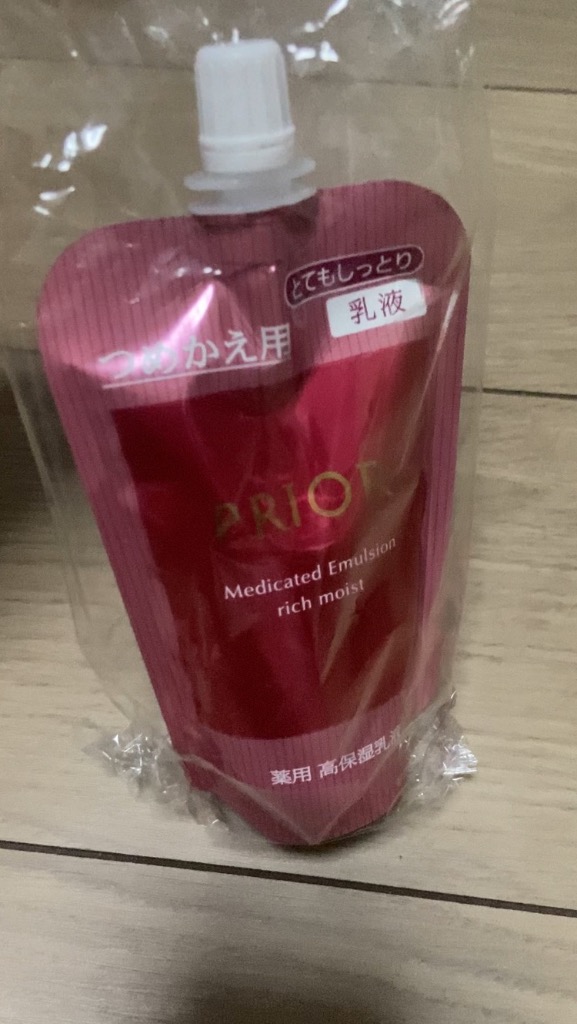 とてもしっとり
乳液
つめかえ用
PRIOR
Medicated Emulsion
rich moist
薬用 高保湿乳液